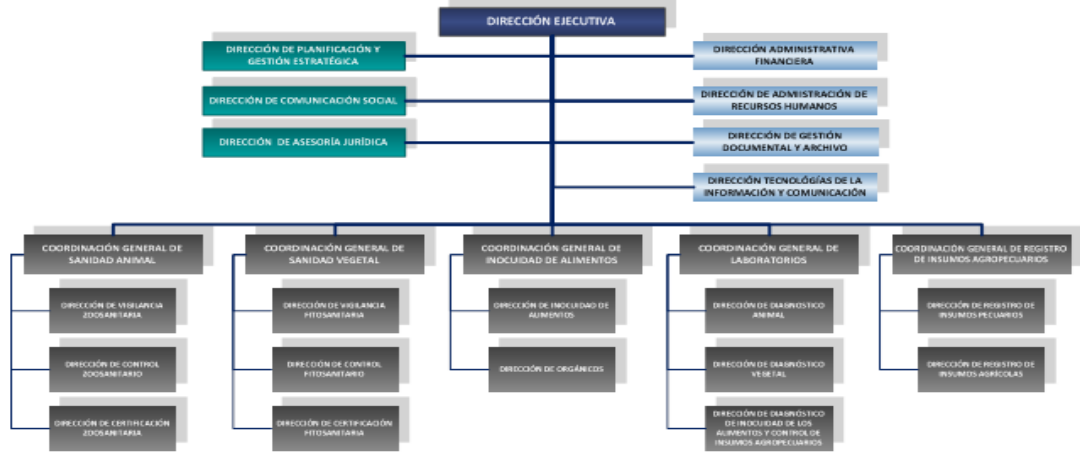 DIRECCIÓN EJECUTIVA
DIRECCIÓN DE PLANIFICACIÓN Y
GESTIÓN ESTRATÉGICA
DIRECCIÓN DE COMUNICACIÓN SOCIAL
DIRECCIÓN DE ASESORÍA JURÍDICA
DIRECCIÓN ADMINISTRATIVA
FINANCIERA
DIRECCIÓN DE ADMISTRACIÓN DE
RECURSOS HUMANOS
DIRECCIÓN DE GESTIÓN
DOCUMENTAL Y ARCHIVO
DIRECCIÓN TECNOLÓGÍAS DE LA
INFORMACIÓN Y COMUNICACIÓN
COORDINACIÓN GENERAL DE
SANIDAD ANIMAL
DIRECCIÓN DE VIGILANCIA
ZOOSANITARIA
DIRECCIÓN DE CONTROL
ZOOSANITARIO
DIRECCIÓN DE CERTIFICACIÓN
ZOOSANITARIA
COORDINACIÓN GENERAL DE
SANIDAD VEGETAL
DIRECCIÓN DE VIGILANCIA
FITOSANITARIA
DIRECCIÓN DE CONTROL
FITOSANITARIO
DIRECCIÓN DE CERTIFICACIÓN
FITOSANITARIA
COORDINACIÓN GENERAL DE
INOCUIDAD DE ALIMENTOS
DIRECCIÓN DE INOCUIDAD DE
ALIMENTOS
DIRECCIÓN DE ORGÁNICOS
COORDINACIÓN GENERAL DE
LABORATORIOS
DIRECCIÓN DE DIAGNOSTICO
ANIMAL
DIRECCIÓN DE DIAGNÓSTICO
VEGETAL
DIRECCIÓN DE DIAGNÓSTICO
DE INOCUIDAD DE LOS
ALIMENTOS Y CONTROL DE
INSUMOS AGROPECUARIOS
COORDINACIÓN GENERAL DE REGISTRO
DE INSUMOS AGROPECUARIOS
DIRECCIÓN DE REGISTRO DE
INSUMOS PECUARIOS
DIRECCIÓN DE REGISTRO DE
INSUMOS AGRÍCOLAS